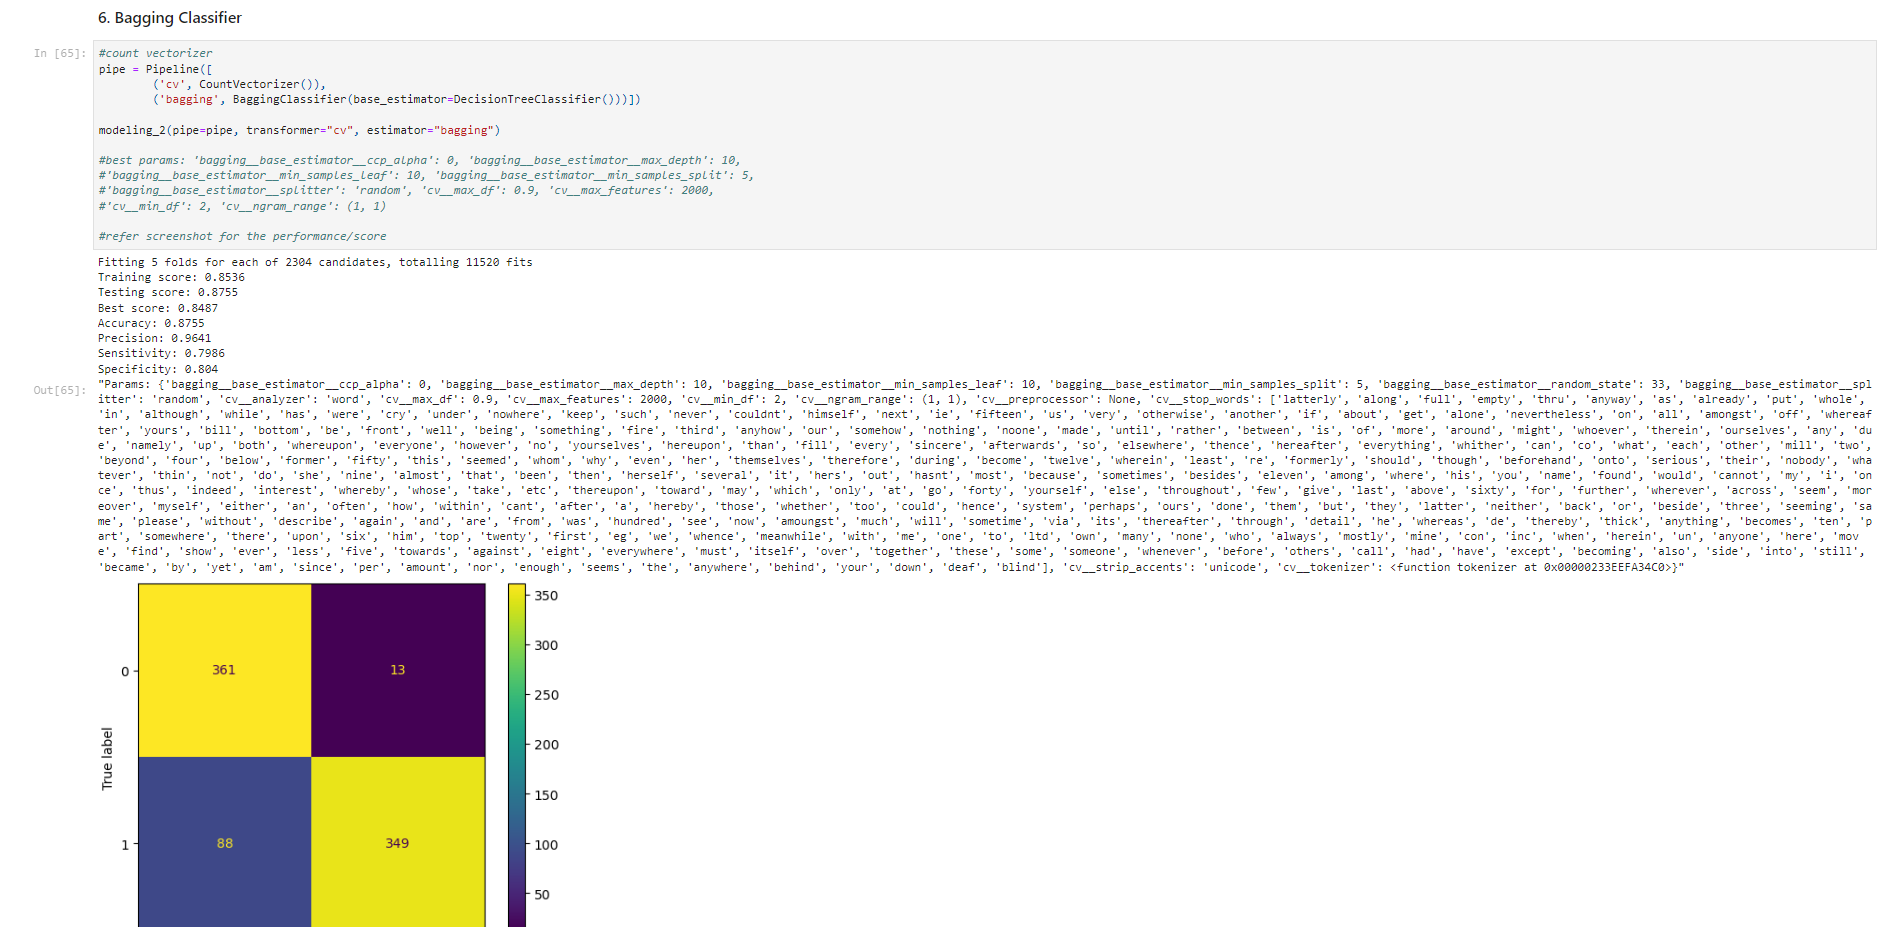 6. Bagging Classifier
In [65]:
#count vectorizer
pipe = Pipeline([
('cv', CountVectorizer()),
('bagging', BaggingClassifier(base_estimator=DecisionTreeClassifier()))])
modeling_2(pipe=pipe, transformer="cv", estimator="bagging")
#best params: 'bagging__base_estimator__ccp_alpha': 0, 'bagging__base_estimator__max_depth': 10,
#'bagging__base_estimator__min_samples_leaf': 10, 'bagging__base_estimator__min_samples_split': 5,
#'bagging__base_estimator__splitter': 'random', 'cv__max_df': 0.9, 'cv__max_features': 2000,
#'cv__min_df': 2, 'cv__ngram_range': (1, 1)
#refer screenshot for the performance/score
Fitting 5 folds for each of 2304 candidates, totalling 11520 fits
Training score: 0.8536
Testing score: 0.8755
Best score: 0.8487
Accuracy: 0.8755
Precision: 0.9641
Sensitivity: 0.7986
Specificity: 0.804
Out[65]:
"Params: {'bagging__base_estimator__ccp_alpha': 0, 'bagging__base_estimator__max_depth': 10, 'bagging__base_estimator__min_samples_leaf': 10, 'bagging__base_estimator__min_samples_split': 5, 'bagging__base_estimator__random_state': 33, 'bagging__base_estimator__spl
itter': 'random', 'cv__analyzer': 'word', 'cv__max_df': 0.9, 'cv__max_features': 2000, 'cv__min_df': 2, 'cv__ngram_range': (1, 1), 'cv__preprocessor': None, 'cv__stop_words': ['latterly', 'along', 'full', 'empty', 'thru', 'anyway', 'as', 'already', 'put', 'whole',
'in', 'although', 'while', 'has', 'were', 'cry', 'under', 'nowhere', 'keep', 'such', 'never', 'couldnt', 'himself', 'next', 'ie', 'fifteen', 'us', 'very', 'otherwise', 'another', 'if', 'about', 'get', 'alone', 'nevertheless', 'on', 'all', 'amongst', 'off', 'whereaf
ter', 'yours', 'bill', 'bottom', 'be', 'front', 'well', 'being', 'something', 'fire', 'third', 'anyhow', 'our', 'somehow', 'nothing', 'noone', 'made', 'until', 'rather', 'between', 'is', 'of', 'more', 'around', 'might', 'whoever', 'therein', 'ourselves', 'any', 'du
e', 'namely', 'up', 'both', 'whereupon', 'everyone', 'however', 'no', 'yourselves', 'hereupon', 'than', 'fill', 'every', 'sincere', 'afterwards', 'so', 'elsewhere', 'thence', 'hereafter', 'everything', 'whither', 'can', 'co', 'what', 'each', 'other', 'mill', 'two',
'beyond', 'four', 'below', 'former', 'fifty', 'this', 'seemed', 'whom', 'why', 'even', 'her', 'themselves', 'therefore', 'during', 'become', 'twelve', 'wherein', 'least', 're', 'formerly', 'should', 'though', 'beforehand', 'onto', 'serious', 'their', 'nobody', 'wha
tever', 'thin', 'not', 'do', 'she', 'nine', 'almost', 'that', 'been', 'then', 'herself', 'several', 'it', 'hers', 'out', 'hasnt', 'most', 'because', 'sometimes', 'besides', 'eleven', 'among', 'where', 'his', 'you', 'name', 'found', 'would', 'cannot', 'my', 'i', 'on
ce', 'thus', 'indeed', 'interest', 'whereby', 'whose', 'take', 'etc', 'thereupon', 'toward', 'may', 'which', 'only', 'at', 'go', 'forty', 'yourself', 'else', 'throughout', 'few', 'give', 'last', 'above', 'sixty', 'for', 'further', 'wherever', 'across', 'seem', 'mor
eover', 'myself', 'either', 'an', 'often', 'how', 'within', 'cant', 'after', 'a', 'hereby', 'those', 'whether', 'too', 'could', 'hence', 'system', 'perhaps', 'ours', 'done', 'them', 'but', 'they', 'latter', 'neither', 'back', 'or', 'beside', 'three', 'seeming', 'sa
me', 'please', 'without', 'describe', 'again', 'and', 'are', 'from', 'was', 'hundred', 'see', 'now', 'amoungst', 'much', 'will', 'sometime', 'via', 'its', 'thereafter', 'through', 'detail', 'he', 'whereas', 'de', 'thereby', 'thick', 'anything', 'becomes', 'ten', 'p
art', 'somewhere', 'there', 'upon', 'six', 'him', 'top', 'twenty', 'first', 'eg', 'we', 'whence', 'meanwhile', 'with', 'me', 'one', 'to', 'ltd', 'own', 'many', 'none', 'who', 'always', 'mostly', 'mine', 'con', 'inc', 'when', 'herein', 'un', 'anyone', 'here', 'mov
e', 'find', 'show', 'ever', 'less', 'five', 'towards', 'against', 'eight', 'everywhere', 'must', 'itself', 'over', 'together', 'these', 'some', 'someone', 'whenever', 'before', 'others', 'call', 'had', 'have', 'except', 'becoming', 'also', 'side', 'into', 'still',
'became', 'by', 'yet', 'am', 'since', 'per', 'amount', 'nor', 'enough', 'seems', 'the', 'anywhere', 'behind', 'your', 'down', 'deaf', 'blind'], 'cv__strip_accents': 'unicode', 'cv__tokenizer': <function tokenizer at 0x00000233EEFA34C0>}"
350
300
250
200
150
100
50
0
361
13
True label
1
88
349